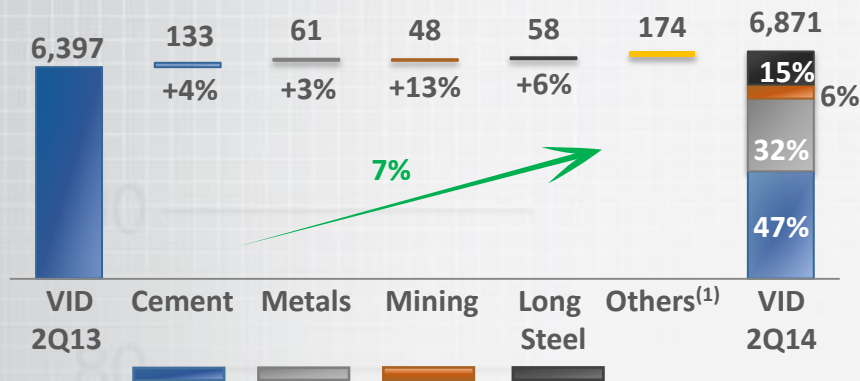 6,397
133
61
48
58
174
6,871
+4%
+3%
+13%
+6%
15%
6%
32%
47%
7%
VID
2Q13
Cement
Metals
Mining
Long
Steel
Others(1)
VID
2Q14
80